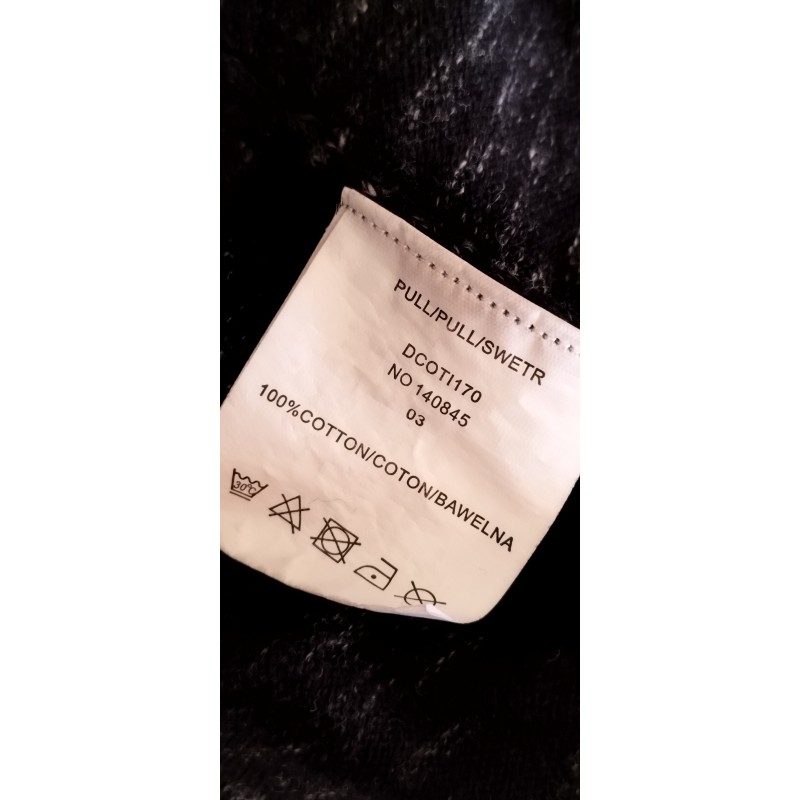 PULL/PULL/SWETR
DCOTI170
NO 140845
03
100%COTTON/COTON/BAWELNA
30°C